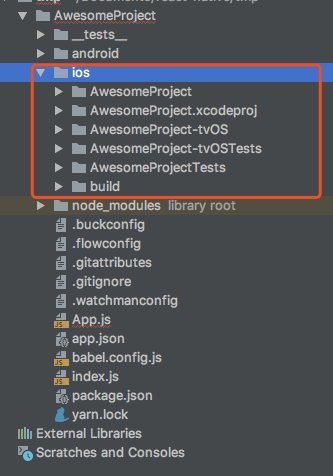 AwesomeProject
__tests__
android
ios
AwesomeProject
AwesomeProject.xcodeproj
AwesomeProject-tvOS
AwesomeProject-tvOSTests
AwesomeProjectTests
build
node_modules library root
.buckconfig
.flowconfig
.gitattributes
.gitignore
.watchmanconfig
App.js
app.json
babel.config.js
index.js
package.json
yarn.lock
External Libraries
Scratches and Consoles